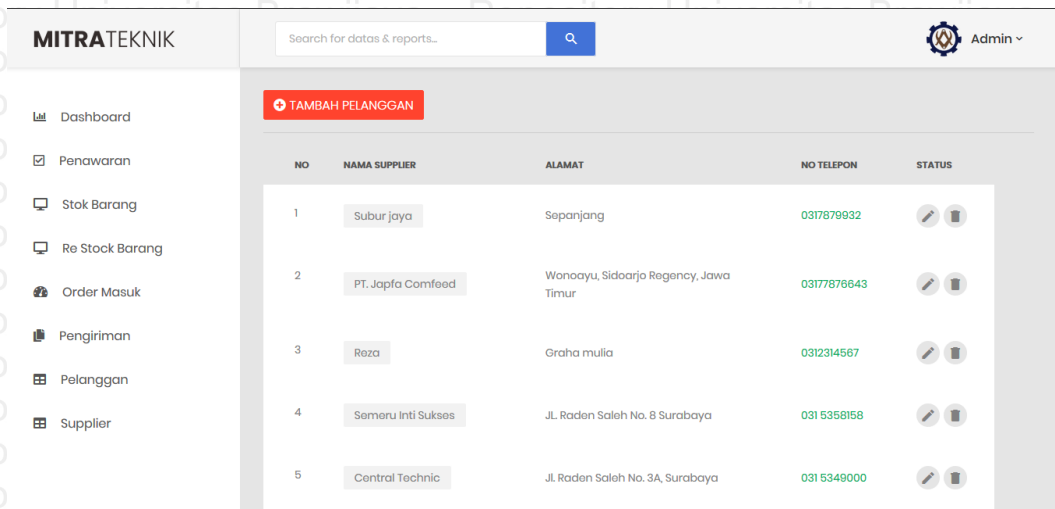 MITRATEKNIK
Search for datas & reports...
Admin
Dashboard
Penawaran
Stok Barang
Re Stock Barang
Order Masuk
Pengiriman
Pelanggan
Supplier
TAMBAH PELANGGAN
NO NAMA SUPPLIER ALAMAT NO TELEPON STATUS
1 Subur jaya Sepanjang 0317879932
2 PT. Japfa Comfeed Wonoayu, Sidoarjo Regency, Jawa
Timur 03177876643
3 Reza Graha mulia 0312314567
4 Semeru Inti Sukses JL. Raden Saleh No. 8 Surabaya 031 5358158
5 Central Technic Jl. Raden Saleh No. 3A, Surabaya 031 5349000